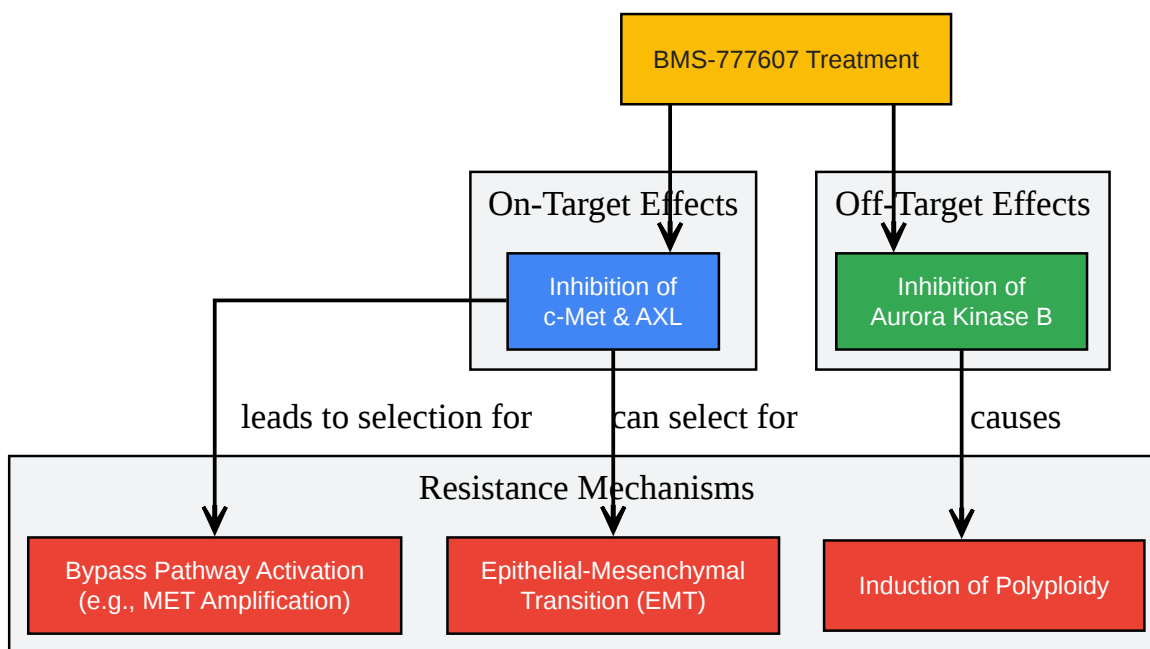 BMS-777607 Treatment
On-Target Effects
Off-Target Effects
Inhibition of
c-Met & AXL
Inhibition of
Aurora Kinase B
leads to selection for
can select for
causes
Resistance Mechanisms
Bypass Pathway Activation
(e.g., MET Amplification)
Epithelial-Mesenchymal
Transition (EMT)
Induction of Polyploidy